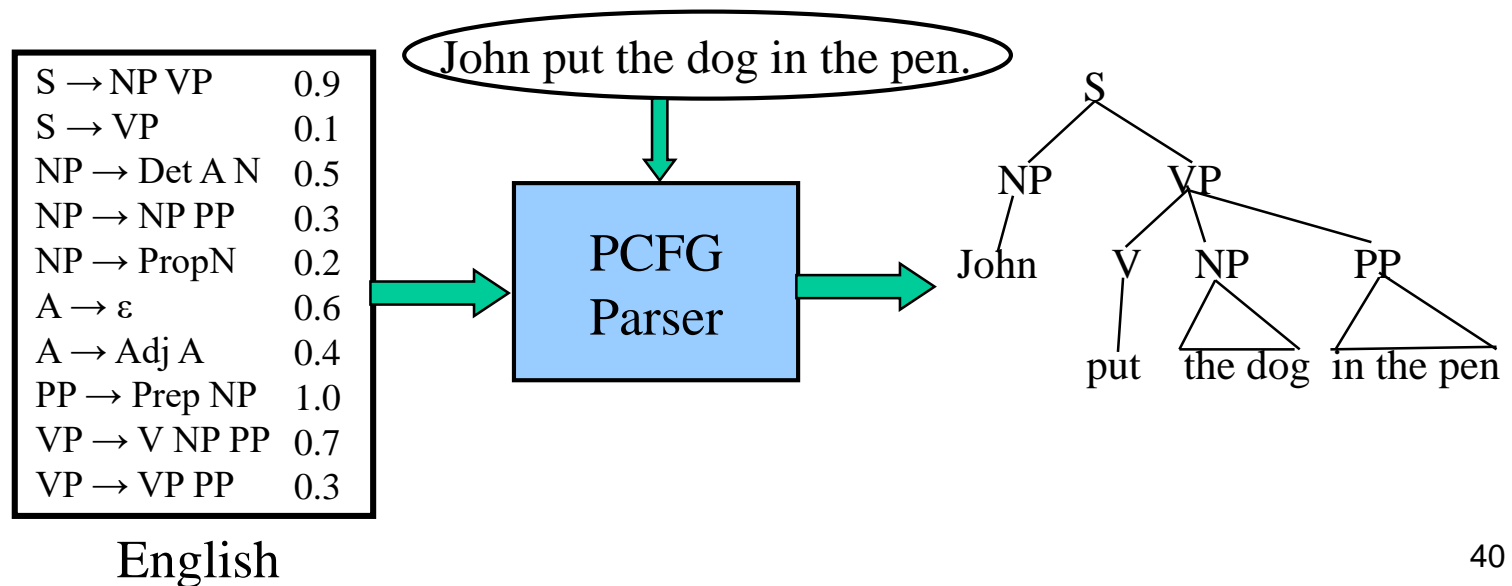 John put the dog in the pen.
S → NP VP 0.9
S → VP 0.1
NP → Det A N 0.5
NP → NP PP 0.3
NP → PropN 0.2
A → ε 0.6
A → Adj A 0.4
PP → Prep NP 1.0
VP → V NP PP 0.7
VP → VP PP 0.3
English
PCFG
Parser
S
NP VP
John V NP PP
put the dog in the pen
40